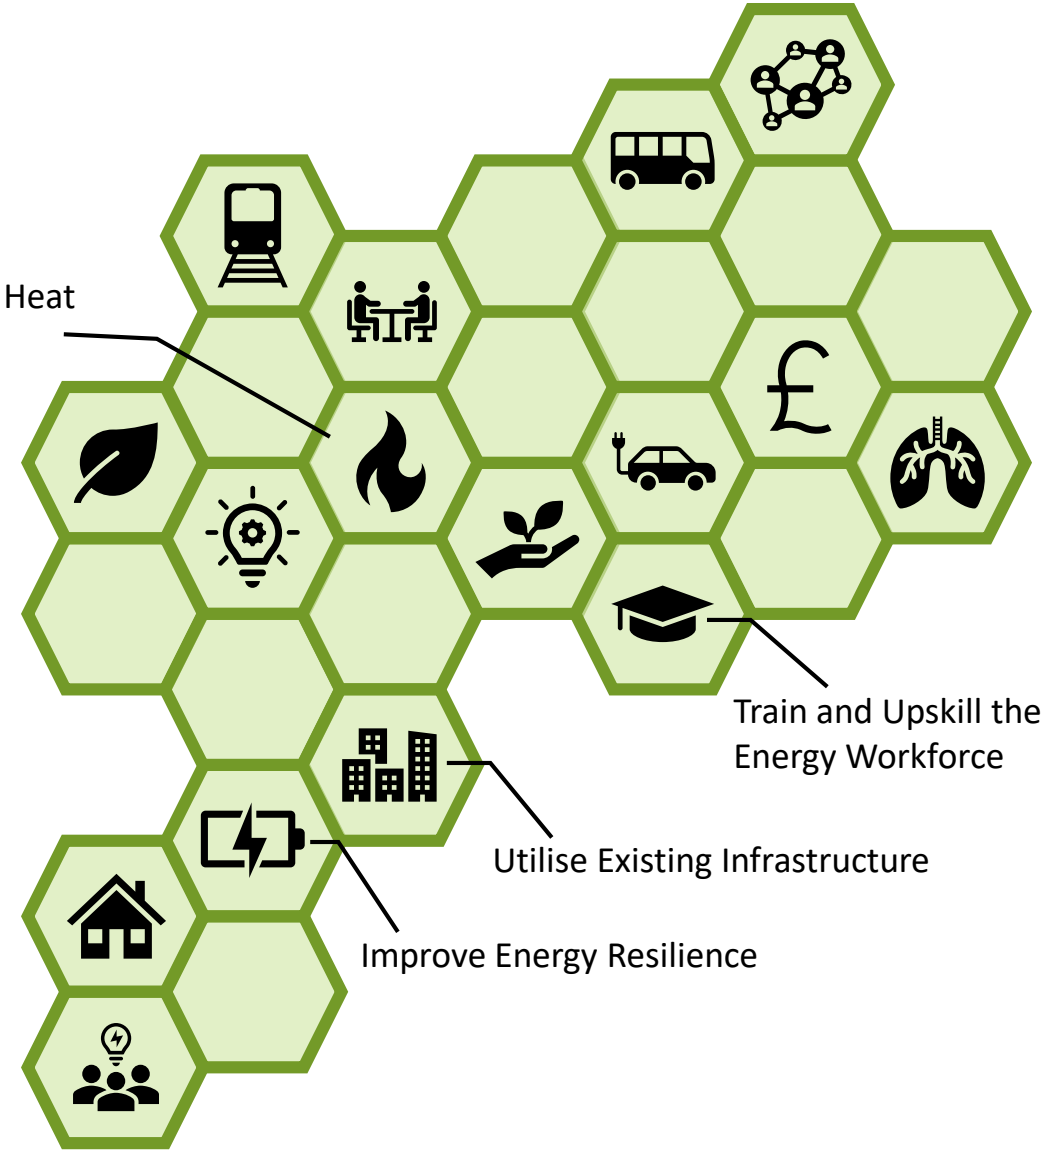 Heat
£
Train and Upskill the
Energy Workforce
Utilise Existing Infrastructure
Improve Energy Resilience